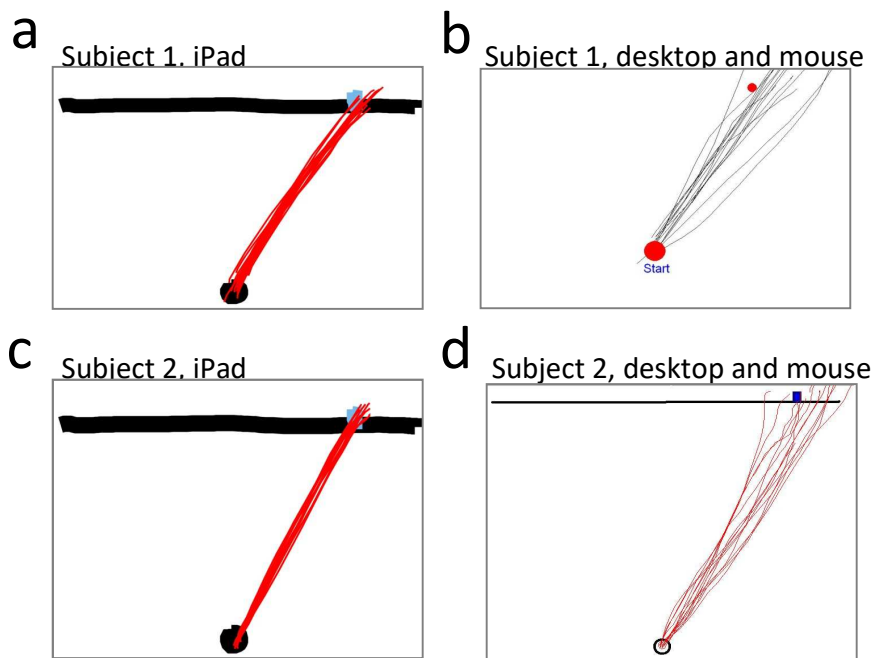 a
Subject 1, iPad
b
Subject 1, desktop and mouse
Start
c
Subject 2, iPad
d
Subject 2, desktop and mouse